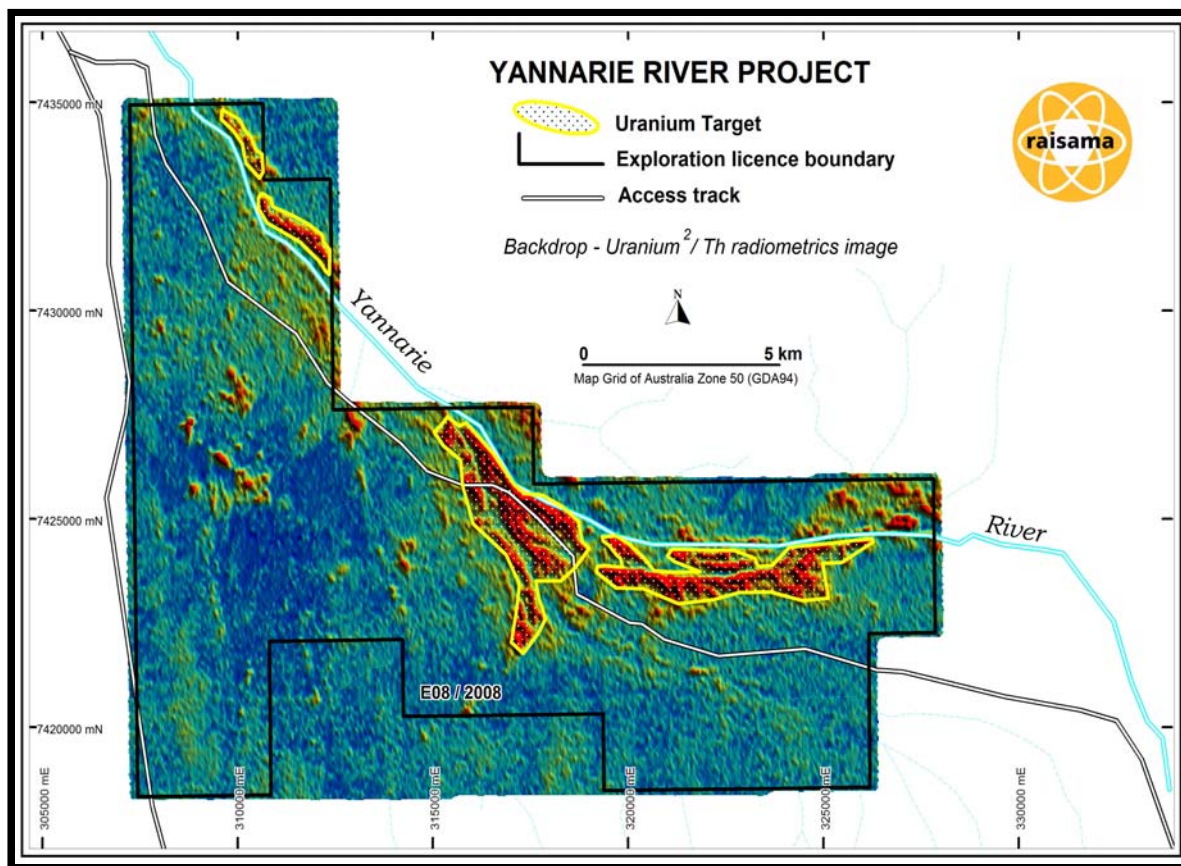 YANNARIE RIVER PROJECT
Uranium Target
Exploration licence boundary
Access track
Backdrop - Uranium² / Th radiometrics image
raisama
N
0 5 km
Map Grid of Australia Zone 50 (GDA94)
7435000 mN
7430000 mN
7425000 mN
7420000 mN
Yannarie
River
E08 / 2008
305000 mE
310000 mE
315000 mE
320000 mE
325000 mE
330000 mE